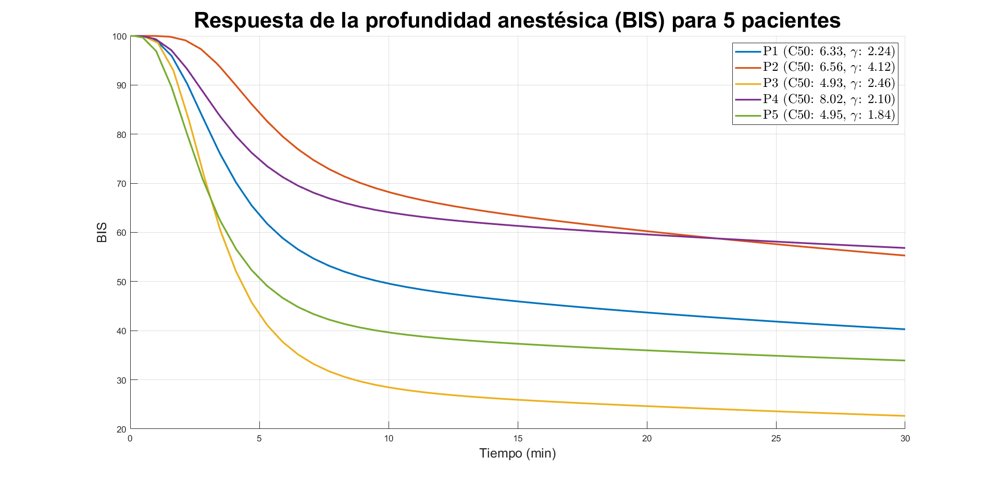 Respuesta de la profundidad anestésica (BIS) para 5 pacientes
P1 (C50: 6.33, γ: 2.24)
P2 (C50: 6.56, γ: 4.12)
P3 (C50: 4.93, γ: 2.46)
P4 (C50: 8.02, γ: 2.10)
P5 (C50: 4.95, γ: 1.84)
BIS
100
90
80
70
60
50
40
30
20
0 5 10 15 20 25 30
Tiempo (min)